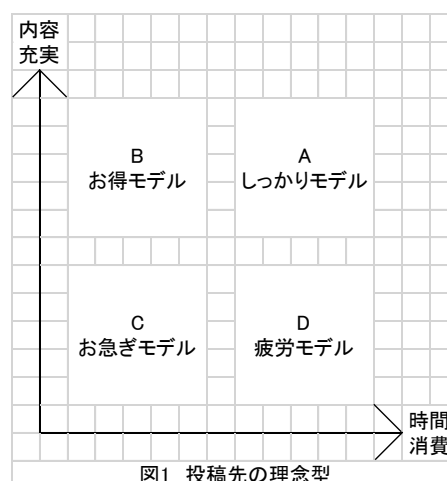 内容
充実
B
お得モデル
A
しっかりモデル
C
お急ぎモデル
D
疲労モデル
時間
消費
図1 投稿先の理念型